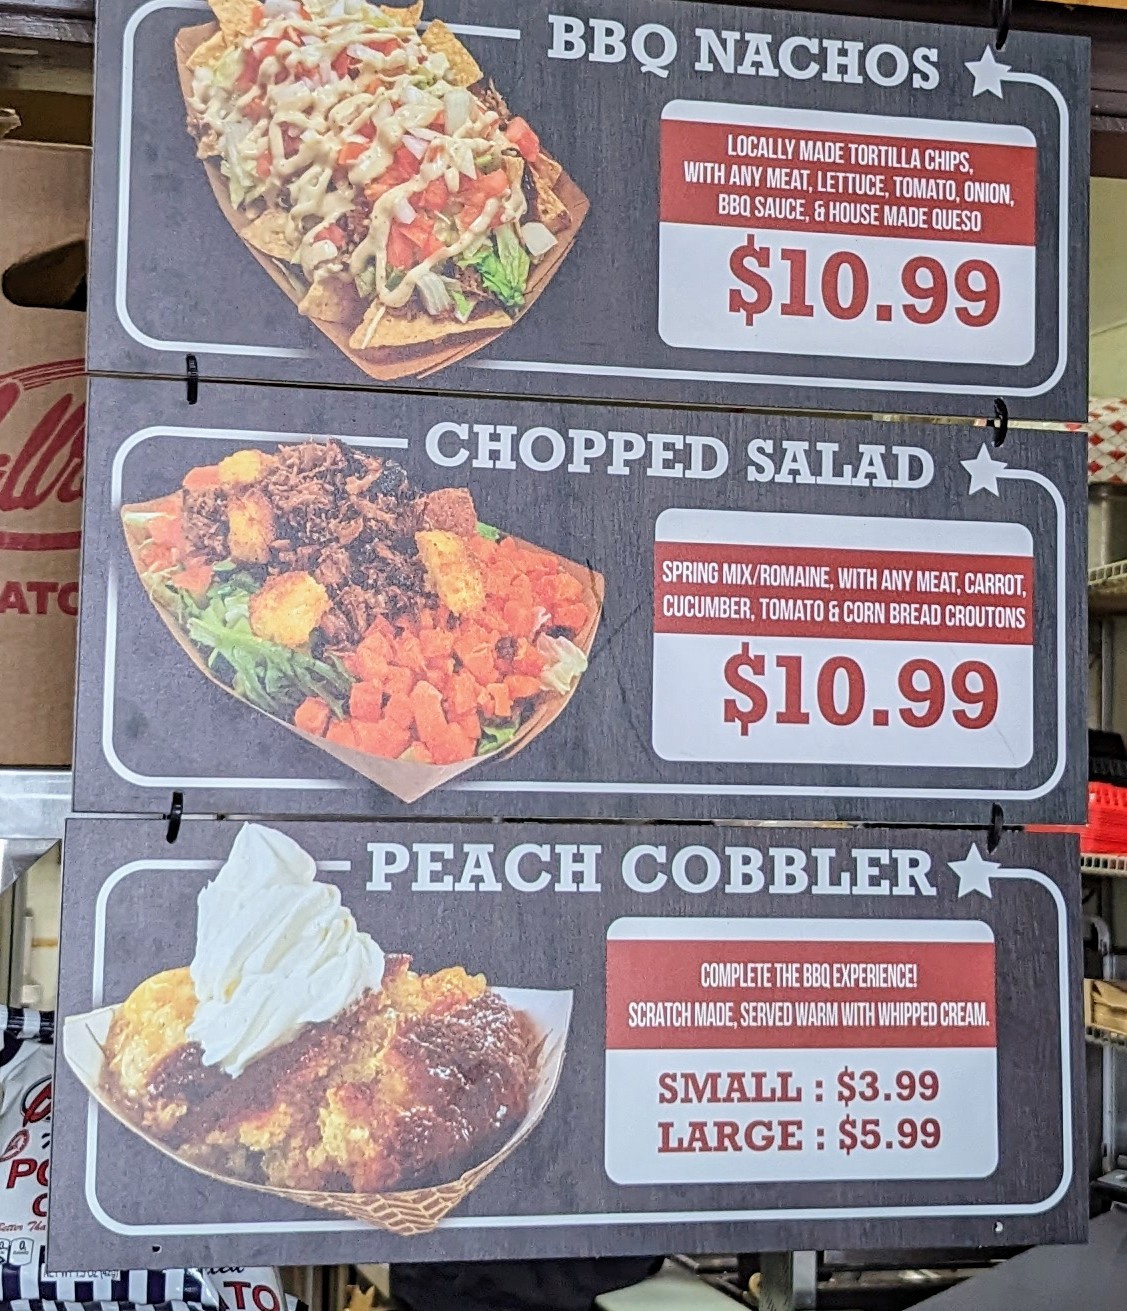 BBQ NACHOS
LOCALLY MADE TORTILLA CHIPS,
WITH ANY MEAT, LETTUCE, TOMATO, ONION,
BBQ SAUCE, & HOUSE MADE QUESO
$10.99
CHOPPED SALAD
SPRING MIX/ROMAINE, WITH ANY MEAT, CARROT,
CUCUMBER, TOMATO & CORN BREAD CROUTONS
$10.99
PEACH COBBLER
COMPLETE THE BBQ EXPERIENCE!
SCRATCH MADE, SERVED WARM WITH WHIPPED CREAM.
SMALL : $3.99
LARGE : $5.99